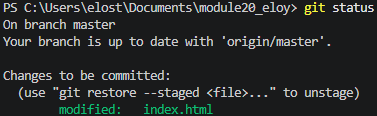 PS C:\Users\elost\Documents\module20_eloy> git status
On branch master
Your branch is up to date with 'origin/master'.

Changes to be committed:
  (use "git restore --staged <file>..." to unstage)
        modified:   index.html